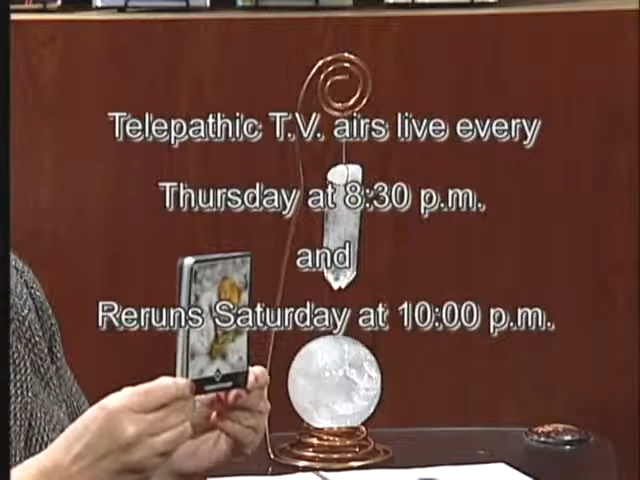 Telepathic T.V. airs live every
Thursday at 8:30 p.m.
and
Reruns Saturday at 10:00 p.m.